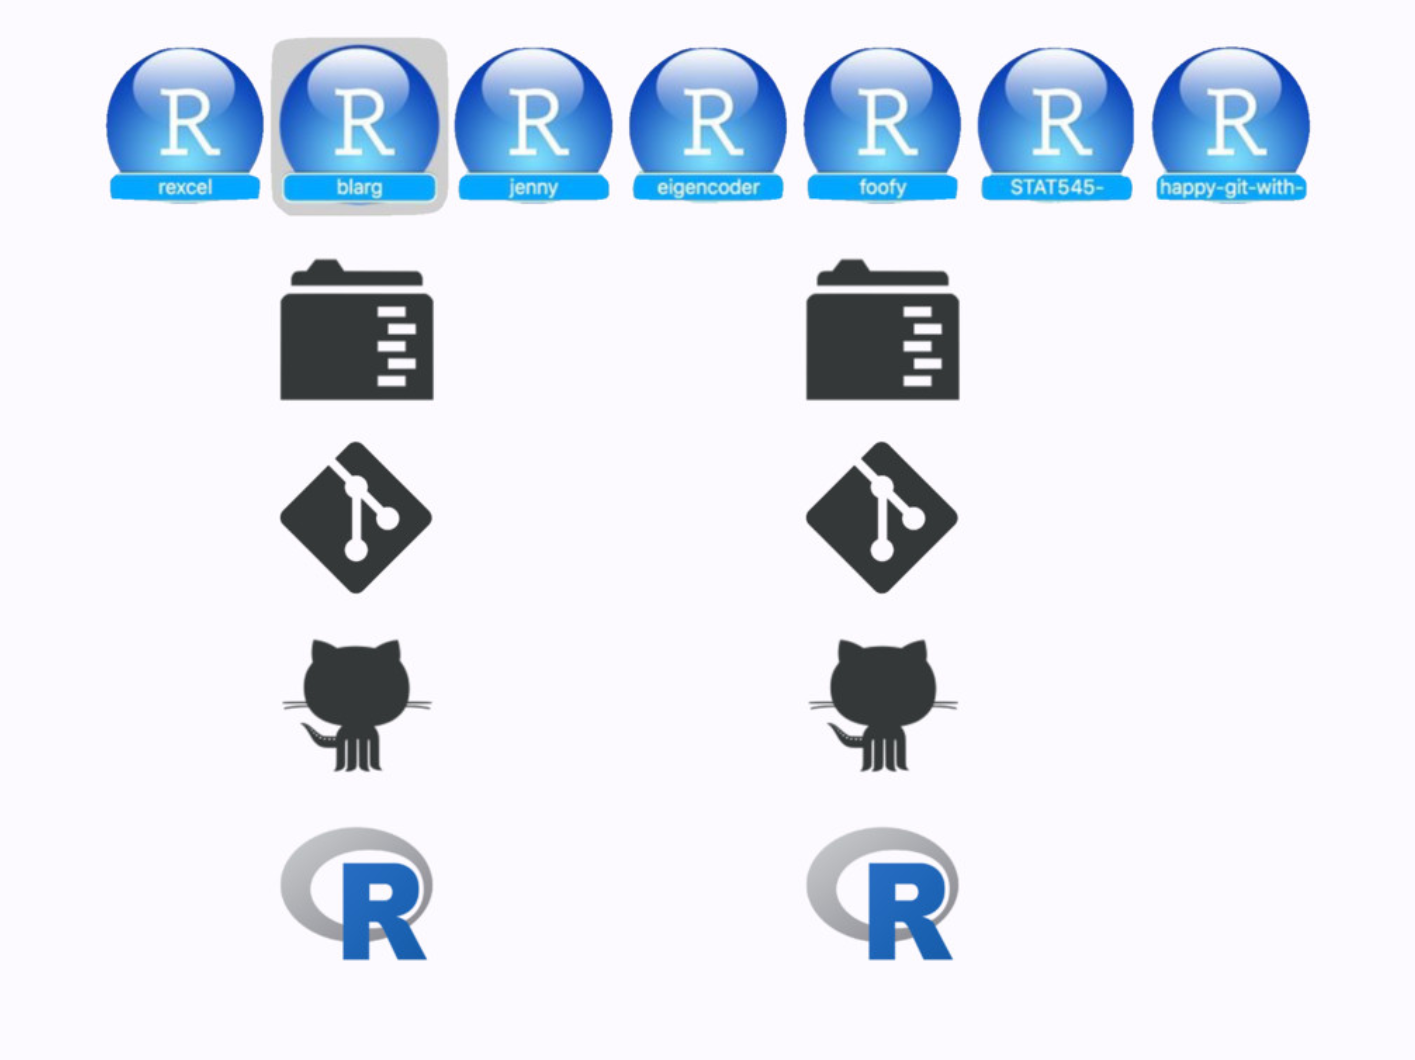 R R R R R R R
rexcel blarg jenny eigencoder foofy STAT545- happy-git-with-
R R